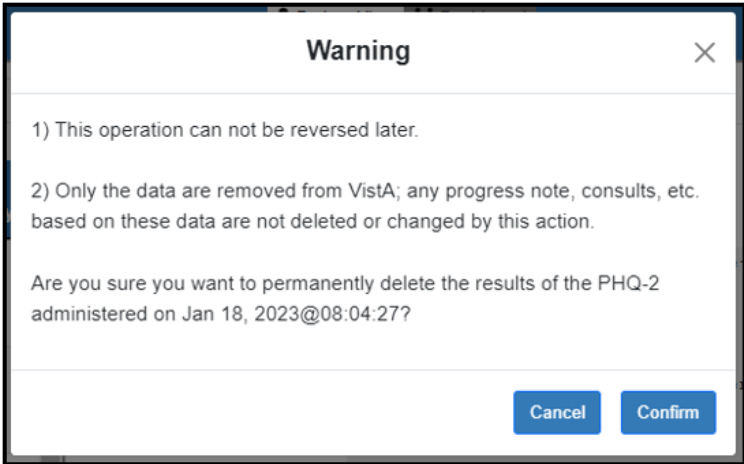 Warning
1) This operation can not be reversed later.
2) Only the data are removed from VistA; any progress note, consults, etc.
based on these data are not deleted or changed by this action.
Are you sure you want to permanently delete the results of the PHQ-2
administered on Jan 18, 2023@08:04:27?
Cancel Confirm